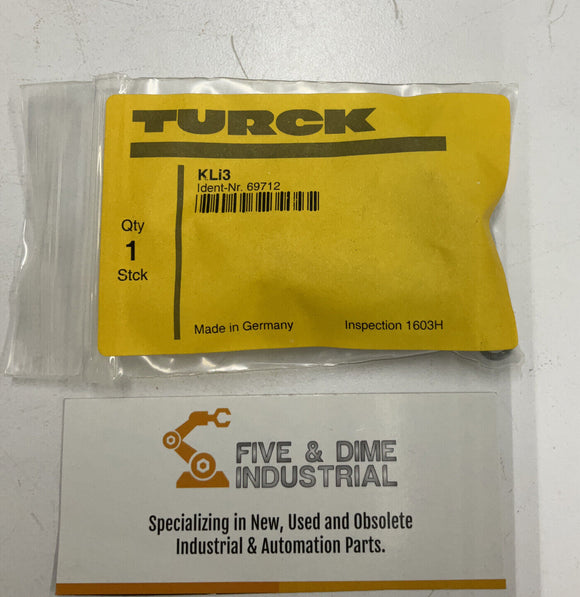 TURCK
KLi3
Ident-Nr. 69712
Qty
1
Stck
Made in Germany Inspection 1603H
FIVE & DIME
INDUSTRIAL
Specializing in New, Used and Obsolete
Industrial & Automation Parts.